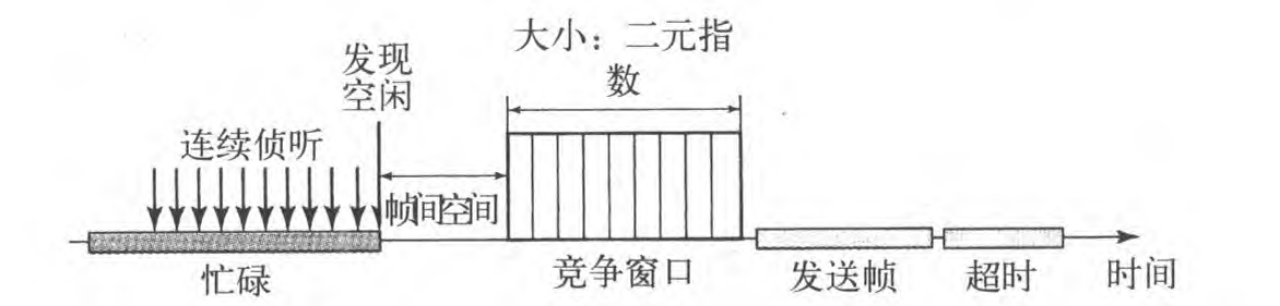 大小：二元指
数
发现
空闲
连续侦听
帧间空间
忙碌
竞争窗口
发送帧
超时
时间